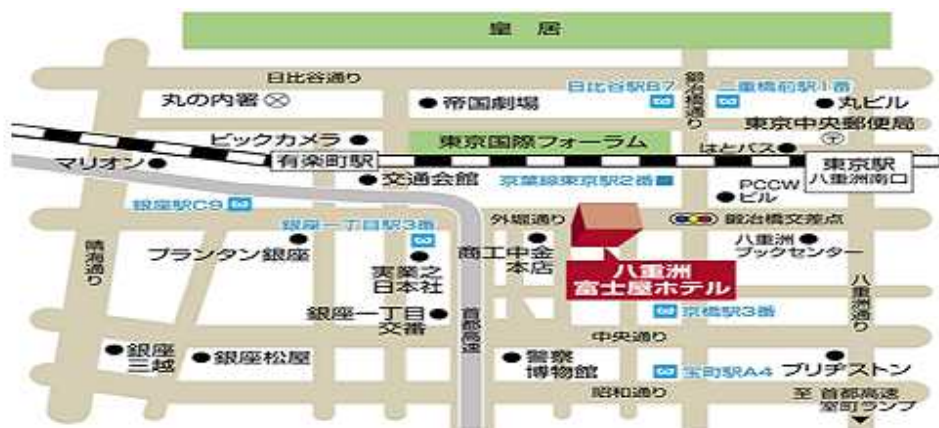 皇居
日比谷通り
日比谷駅B7
鍛冶橋通り
二重橋前駅1番
丸の内署
帝国劇場
丸ビル
東京中央郵便局
ビックカメラ
東京国際フォーラム
はとバス
マリオン
有楽町駅
東京駅
八重洲南口
交通会館
京葉線東京駅2番
PCCW
ビル
銀座駅C9
銀座一丁目駅3番
外堀通り
鍛冶橋交差点
晴海通り
プランタン銀座
商工中金
本店
八重洲
ブックセンター
実業之
日本社
八重洲
富士屋ホテル
八重洲通り
銀座一丁目
交番
首都高速
京橋駅3番
中央通り
銀座
三越
銀座松屋
警察
博物館
宝町駅A4
ブリヂストン
昭和通り
至 首都高速
宝町ランプ